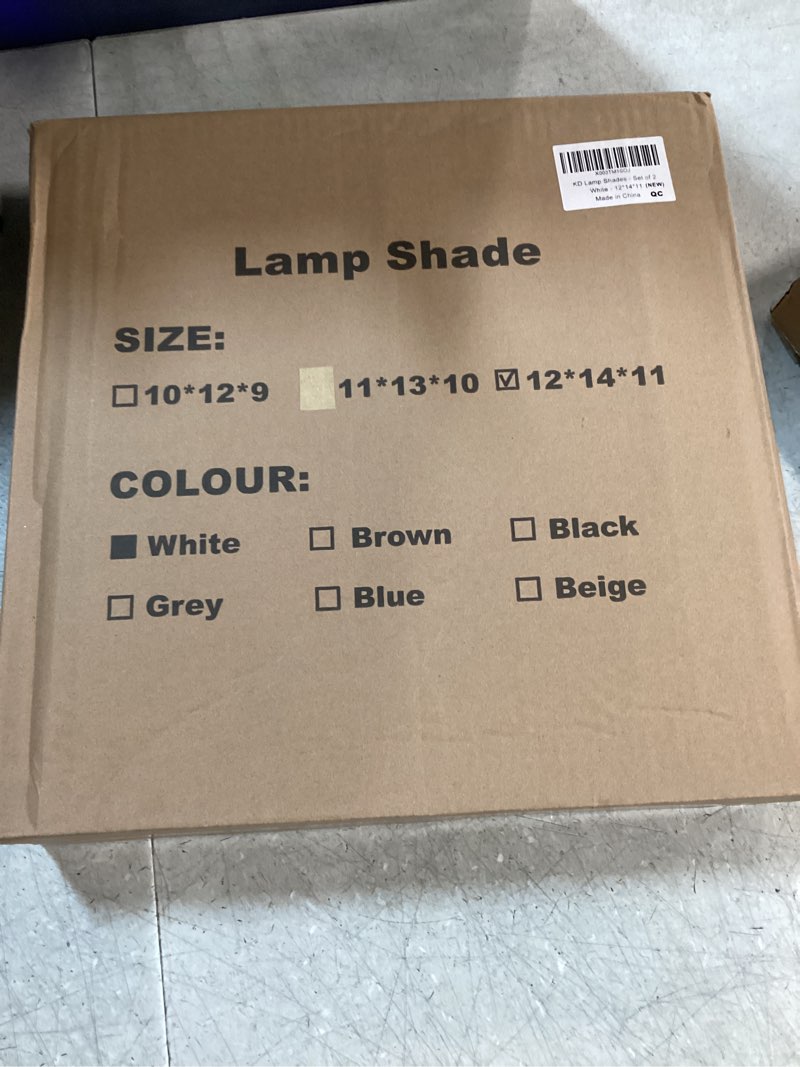 KD Lamp Shades - Set of 2
White - 12*14*11 (NEW)
Made in China QC
Lamp Shade
SIZE:
10*12*9 11*13*10 12*14*11
COLOUR:
White Brown Black
Grey Blue Beige